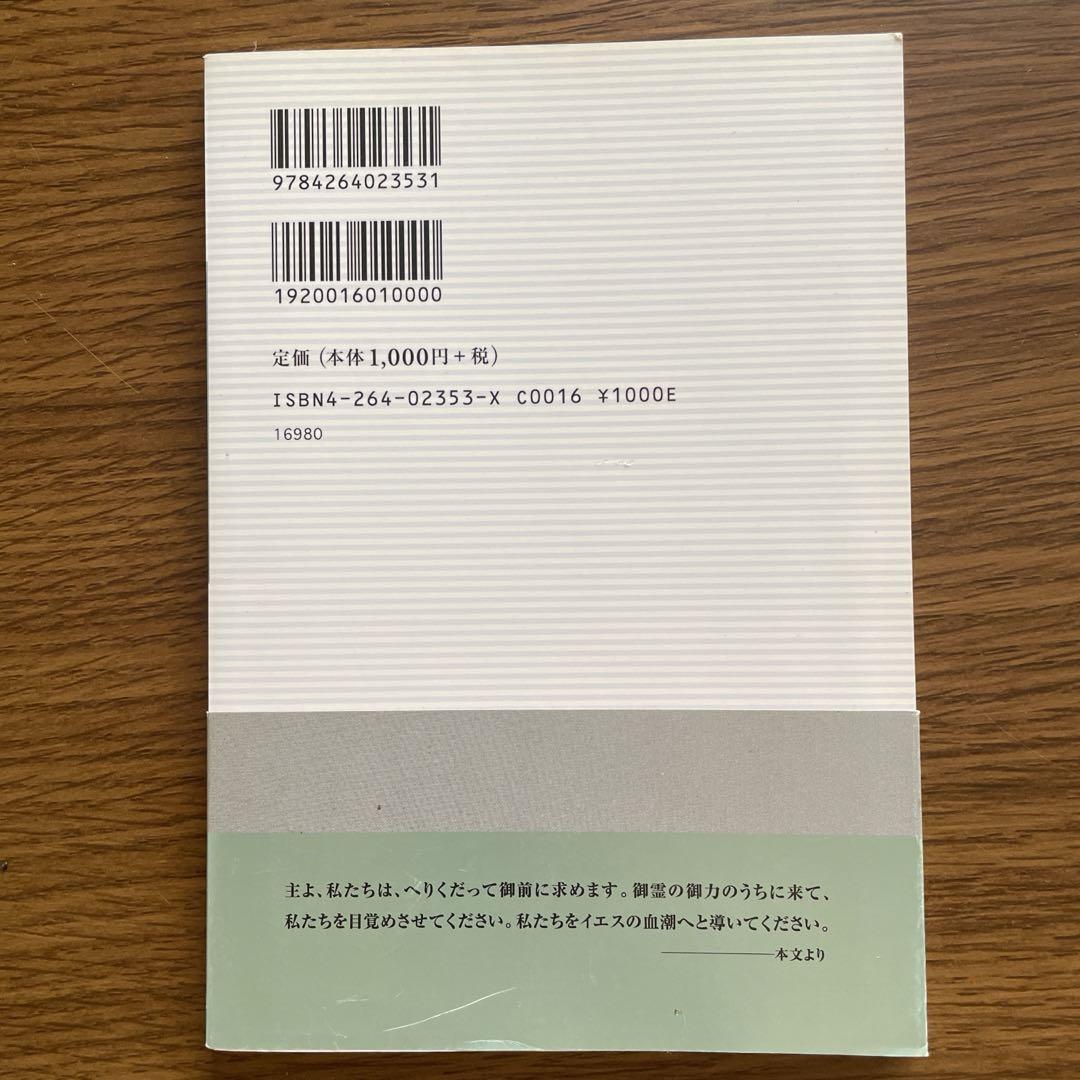 9784264023531
1920016010000
定価（本体1,000円＋税）
ISBN4-264-02353-X C0016 ¥1000E
16980
主よ、私たちは、へりくだって御前に求めます。御霊の御力のうちに来て、
私たちを目覚めさせてください。私たちをイエスの血潮へと導いてください。
————本文より